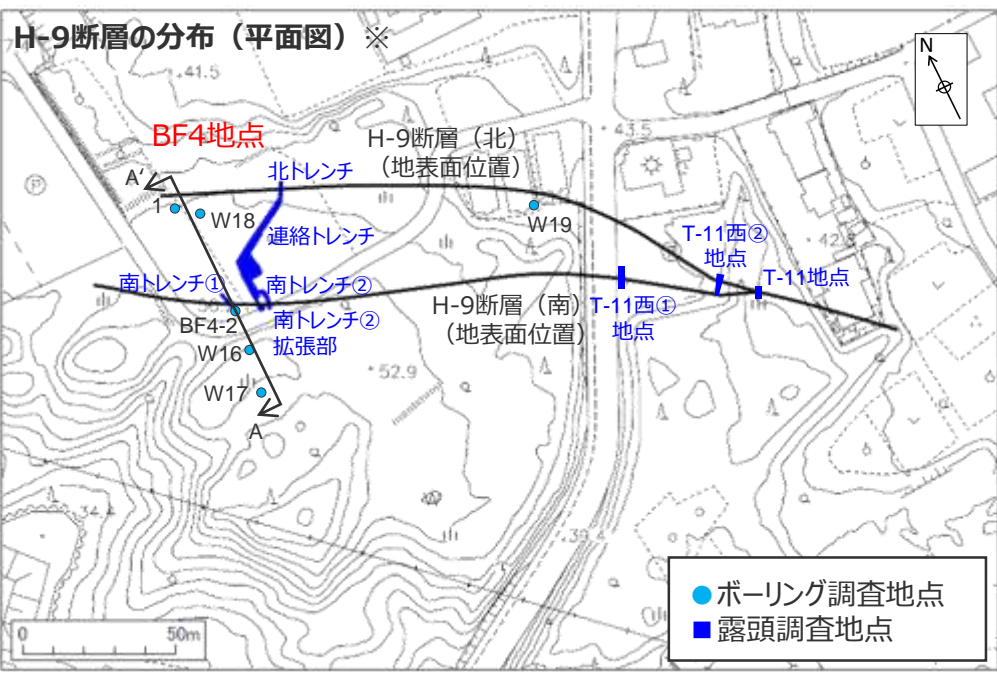 H-9断層の分布（平面図）※
N
41.5
BF4地点
H-9断層（北）
（地表面位置）
43.5
北トレンチ
A'
P
1
W18
W19
連絡トレンチ
T-11西②
地点
42.8
南トレンチ①
南トレンチ②
T-11地点
BF4-2
H-9断層（南）
（地表面位置）
T-11西①
地点
南トレンチ②
拡張部
W16
52.9
W17
A
34.4
39.4
0
50m
ボーリング調査地点
露頭調査地点